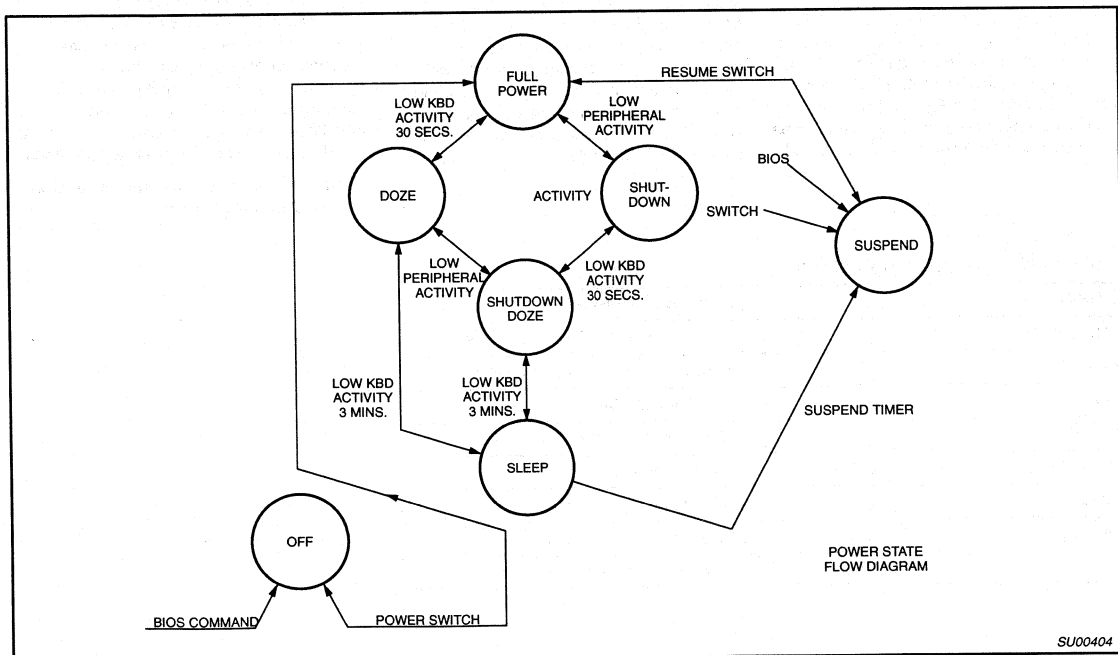 FULL
POWER
RESUME SWITCH
LOW KBD
ACTIVITY
30 SECS.
LOW
PERIPHERAL
ACTIVITY
BIOS
DOZE
ACTIVITY
SHUT-
DOWN
SWITCH
SUSPEND
LOW
PERIPHERAL
ACTIVITY
SHUTDOWN
DOZE
LOW KBD
ACTIVITY
30 SECS.
LOW KBD
ACTIVITY
3 MINS.
LOW KBD
ACTIVITY
3 MINS.
SUSPEND TIMER
SLEEP
OFF
POWER STATE
FLOW DIAGRAM
BIOS COMMAND
POWER SWITCH
SU00404